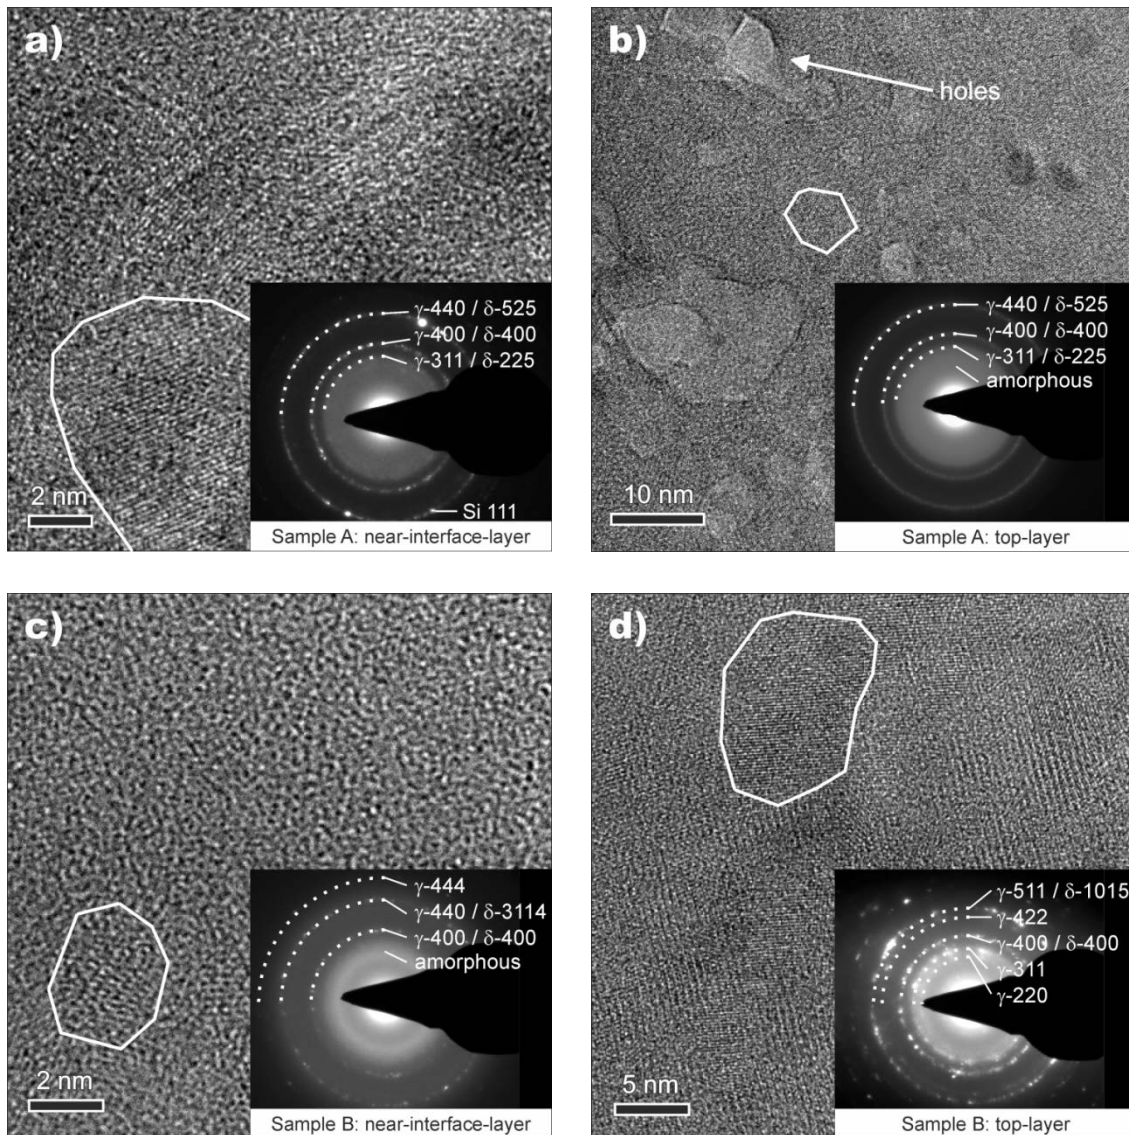 a)
γ-440 / δ-525
γ-400 / δ-400
γ-311 / δ-225
Si 111
2 nm
Sample A: near-interface-layer
b)
holes
γ-440 / δ-525
γ-400 / δ-400
γ-311 / δ-225
amorphous
10 nm
Sample A: top-layer
c)
γ-444
γ-440 / δ-3114
γ-400 / δ-400
amorphous
2 nm
Sample B: near-interface-layer
d)
γ-511 / δ-1015
γ-422
γ-400 / δ-400
γ-311
γ-220
5 nm
Sample B: top-layer